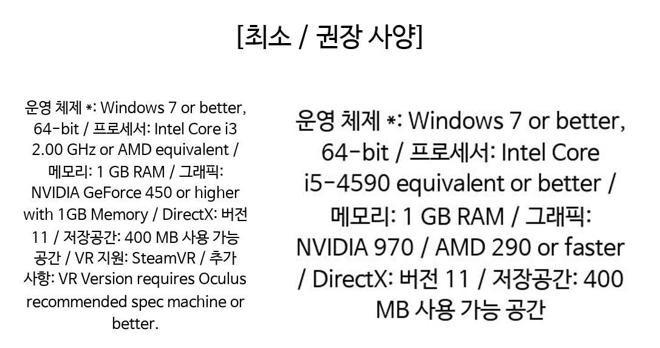 [최소 / 권장 사양]
운영 체제 *: Windows 7 or better,
64-bit / 프로세서: Intel Core i3
2.00 GHz or AMD equivalent /
메모리: 1 GB RAM / 그래픽:
NVIDIA GeForce 450 or higher
with 1GB Memory / DirectX: 버전
11 / 저장공간: 400 MB 사용 가능
공간 / VR 지원: SteamVR / 추가
사항: VR Version requires Oculus
recommended spec machine or
better.
운영 체제 *: Windows 7 or better,
64-bit / 프로세서: Intel Core
i5-4590 equivalent or better /
메모리: 1 GB RAM / 그래픽:
NVIDIA 970 / AMD 290 or faster
/ DirectX: 버전 11 / 저장공간: 400
MB 사용 가능 공간